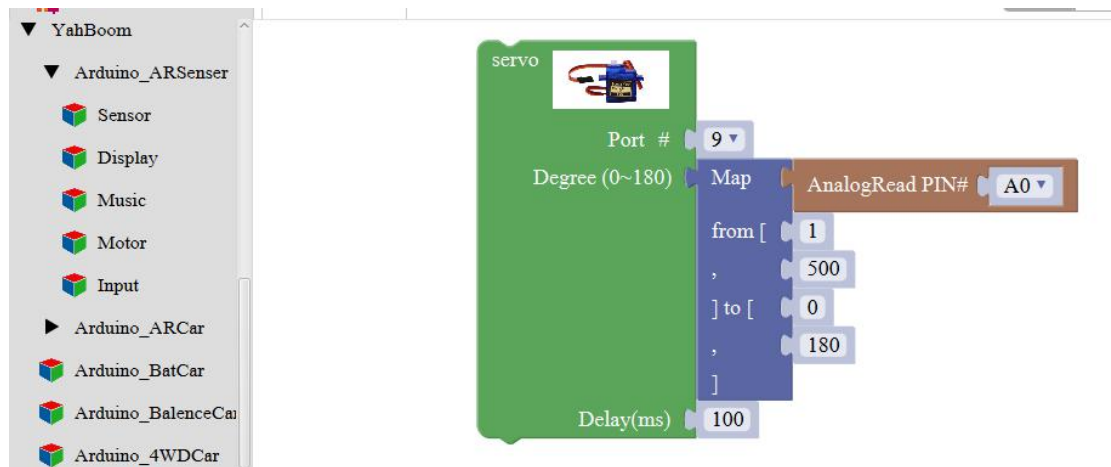 YahBoom
Arduino_ARSenser
Sensor
Display
Music
Motor
Input
Arduino_ARCar
Arduino_BatCar
Arduino_BalenceCar
Arduino_4WDCar
servo
Port # 9
Degree (0~180) Map AnalogRead PIN# A0
from [ 1
, 500
] to [ 0
, 180
]
Delay(ms) 100